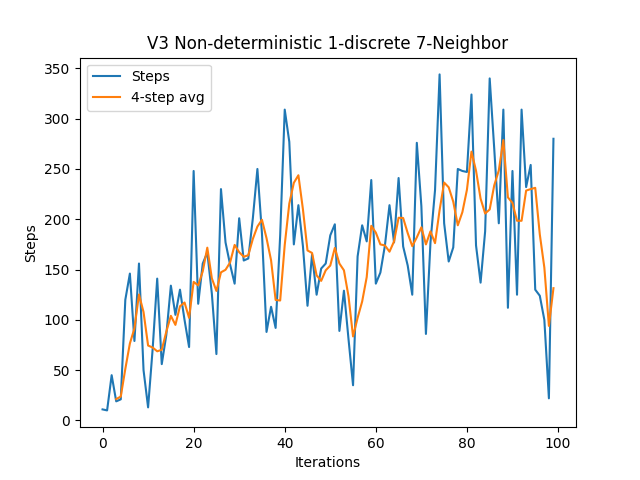 V3 Non-deterministic 1-discrete 7-Neighbor
Steps
4-step avg
350
300
250
200
150
100
50
0
Steps
0 20 40 60 80 100
Iterations